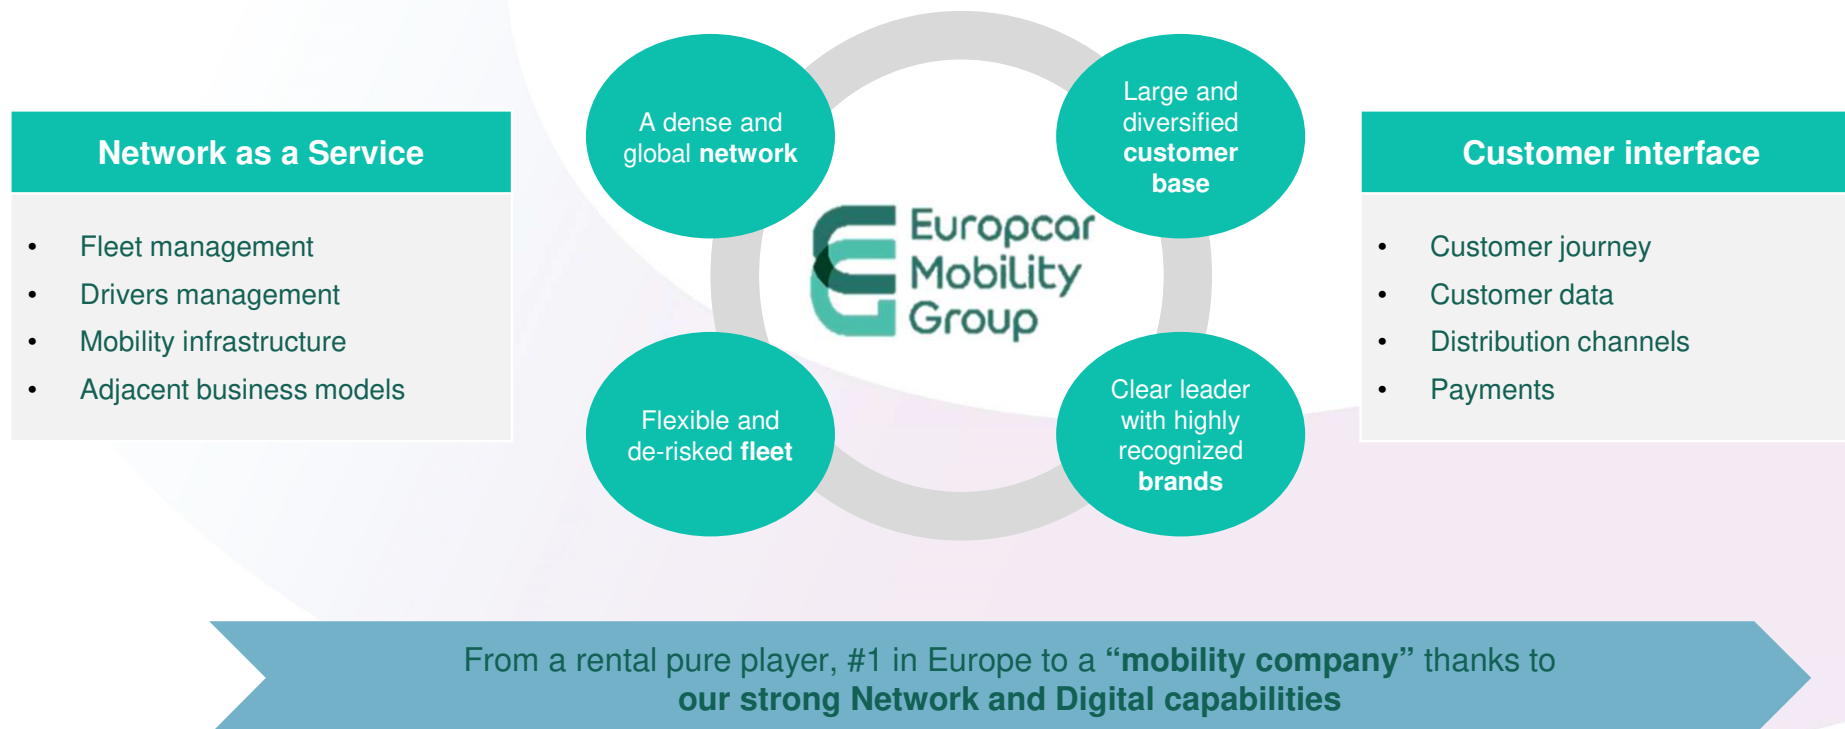 Network as a Service
• Fleet management
• Drivers management
• Mobility infrastructure
• Adjacent business models
A dense and
global network
Large and
diversified
customer
base
Europcar
Mobility
Group
Flexible and
de-risked fleet
Clear leader
with highly
recognized
brands
Customer interface
• Customer journey
• Customer data
• Distribution channels
• Payments
From a rental pure player, #1 in Europe to a “mobility company” thanks to
our strong Network and Digital capabilities